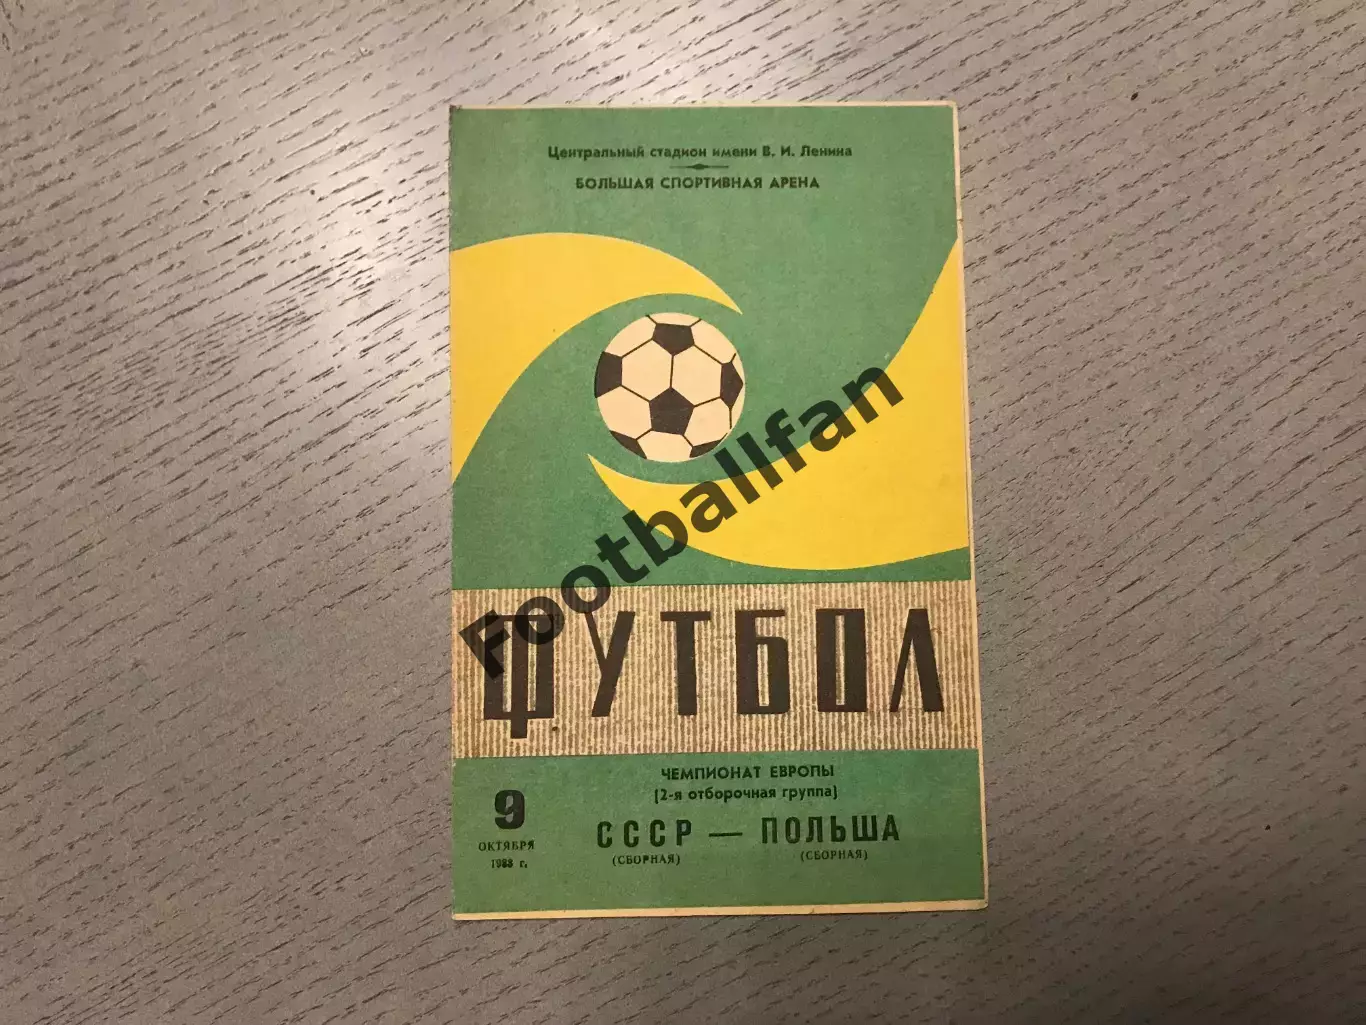 Центральный стадион имени В. И. Ленина
БОЛЬШАЯ СПОРТИВНАЯ АРЕНА
Footballfan
ФУТБОЛ
ЧЕМПИОНАТ ЕВРОПЫ
(2-я отборочная группа)
9
ОКТЯБРЯ
1983 г.
СССР — ПОЛЬША
(СБОРНАЯ) (СБОРНАЯ)